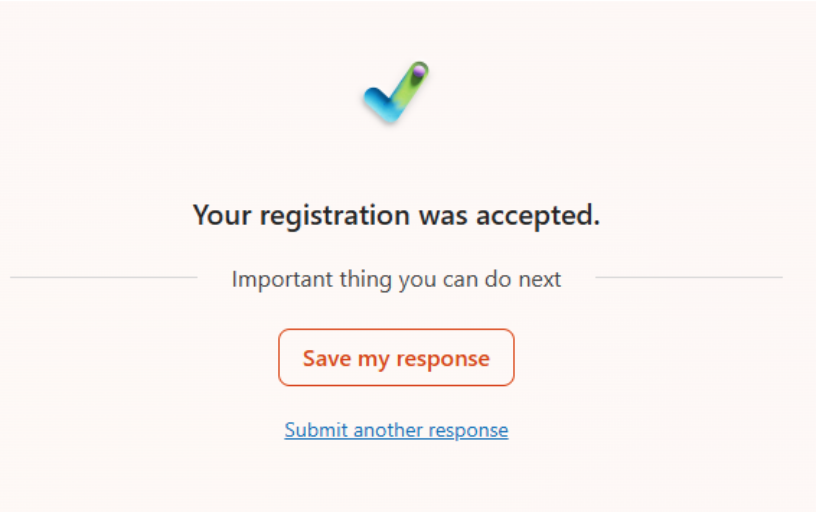 Your registration was accepted.
Important thing you can do next
Save my response
Submit another response